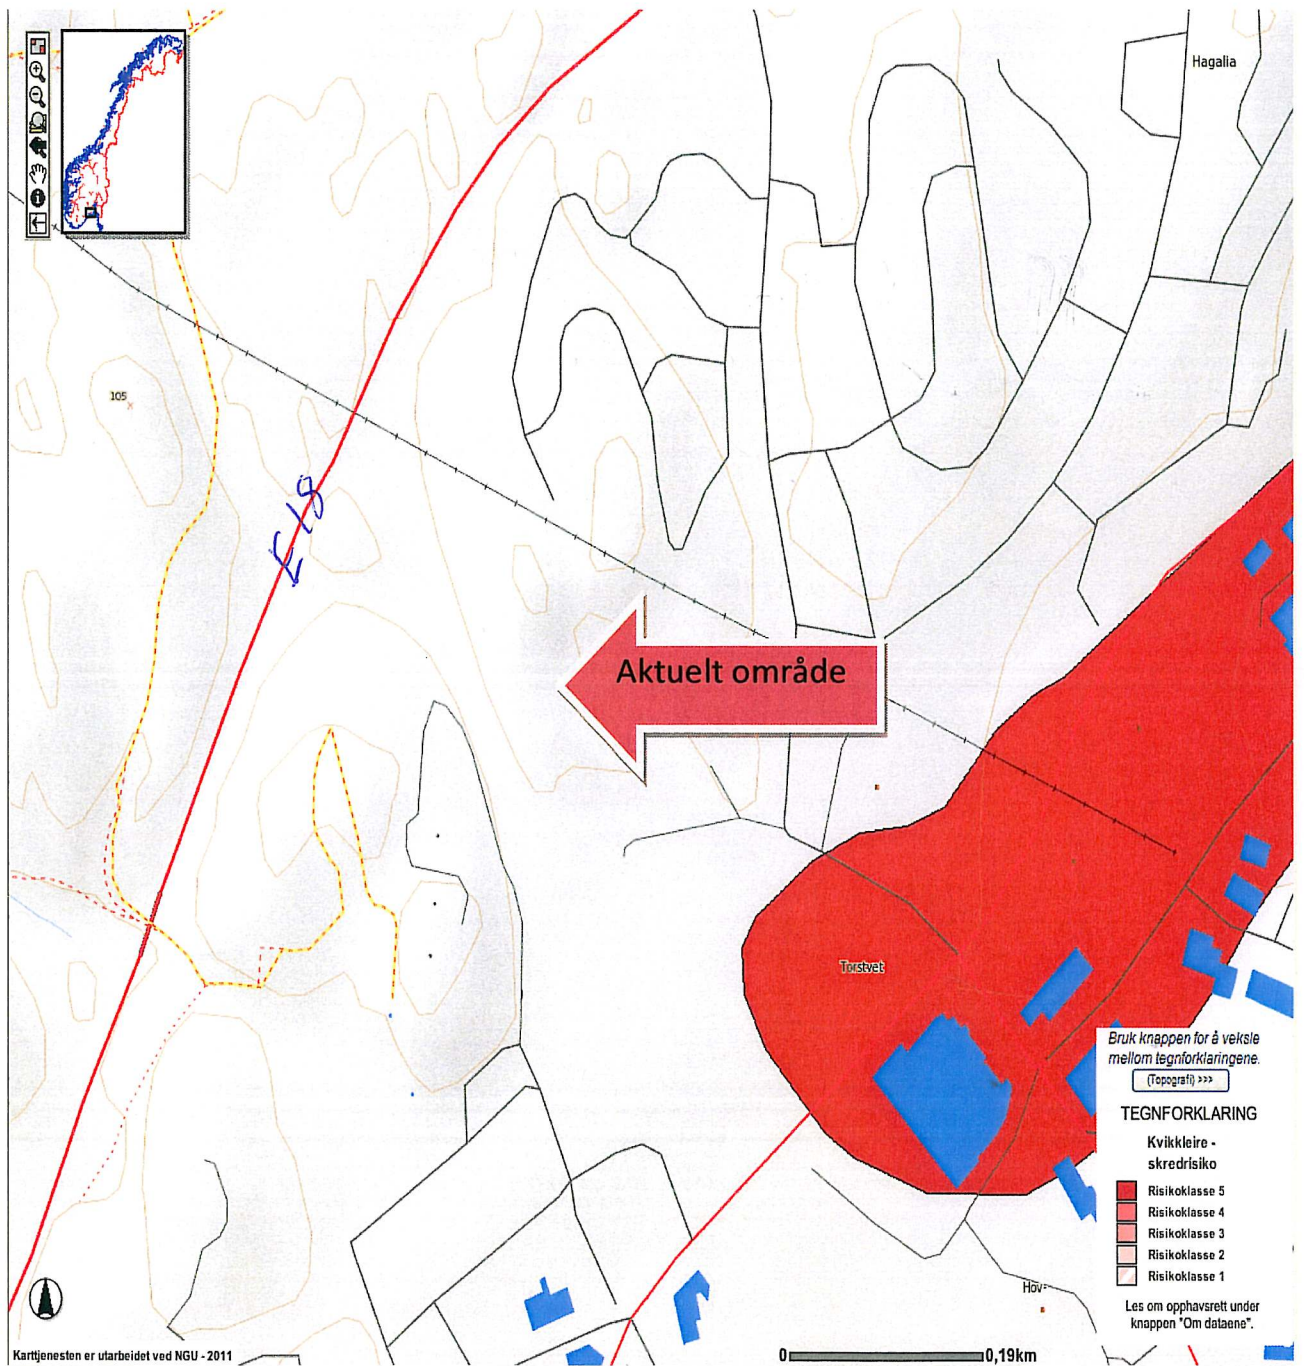 Hagalia
105
E 18
Aktuelt område
Torstvet
Bruk knappen for å veksle
mellom tegnforklaringene.
(Topografi) >>>
TEGNFORKLARING
Kvikkleire -
skredrisiko
Risikoklasse 5
Risikoklasse 4
Risikoklasse 3
Risikoklasse 2
Risikoklasse 1
Hov
Les om opphavsrett under
knappen "Om dataene".
Karttjenesten er utarbeidet ved NGU - 2011
0
0,19km